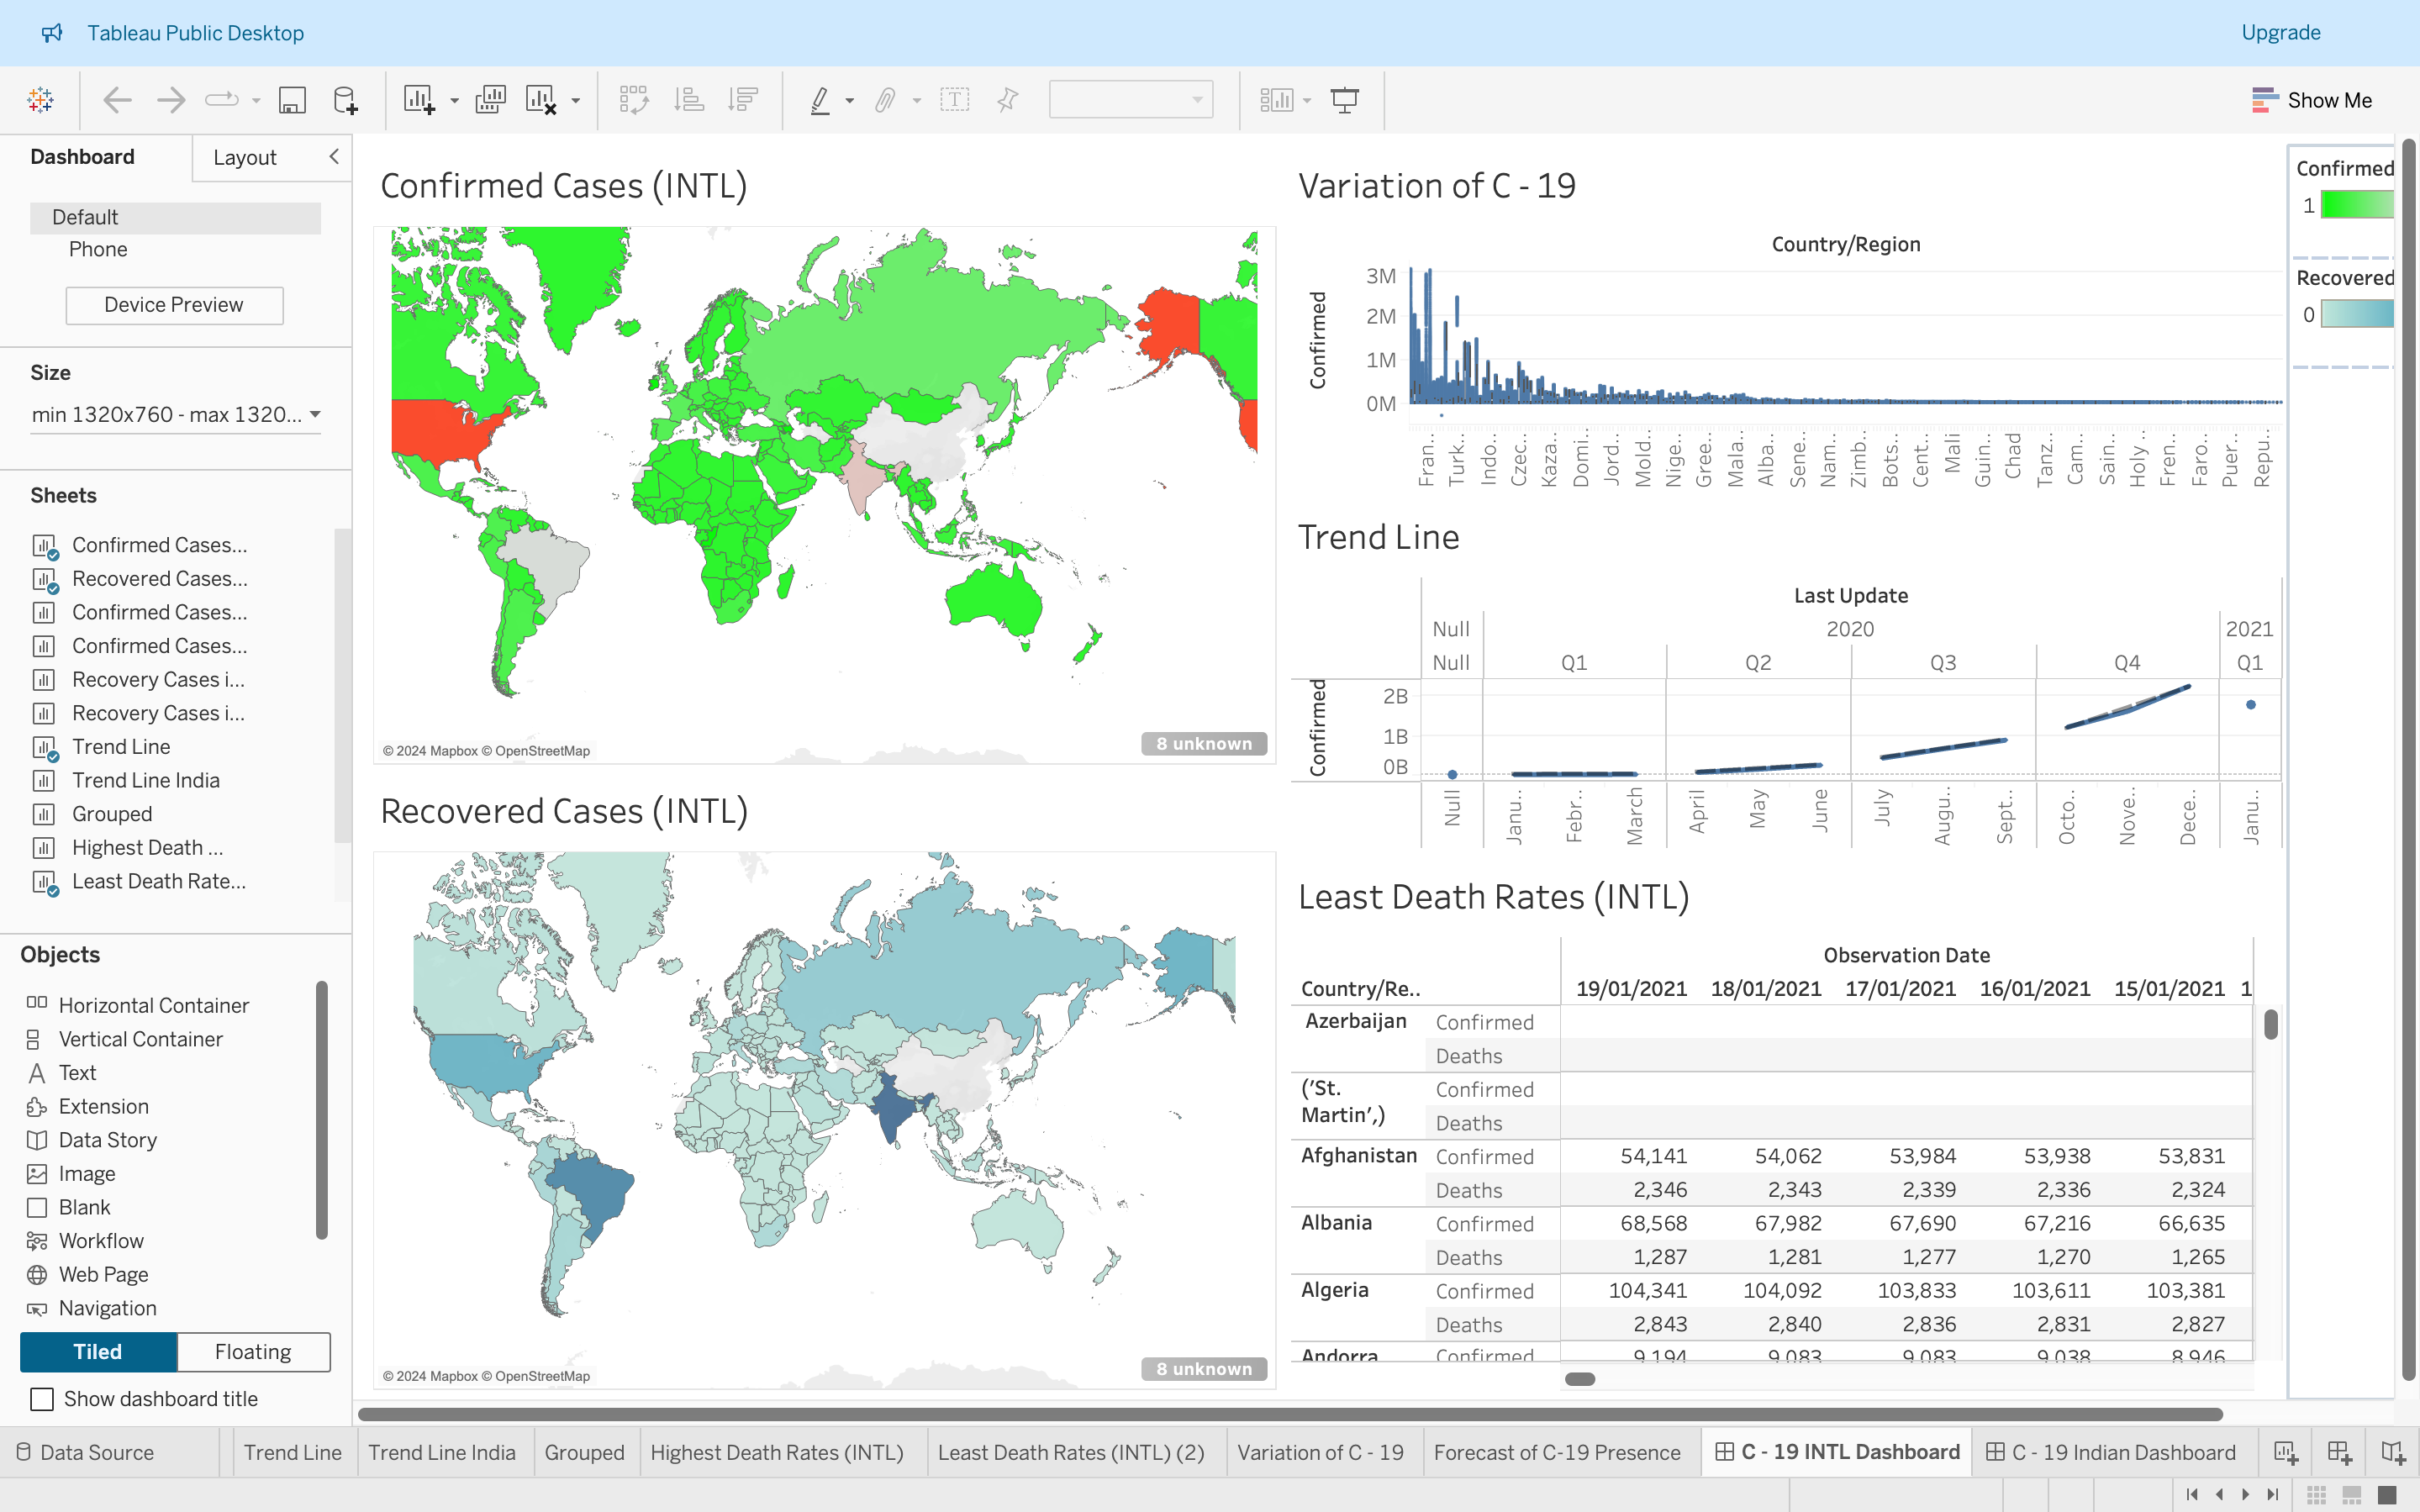 Tableau Public Desktop
Upgrade
Show Me
Dashboard
Layout
Default
Phone
Device Preview
Size
min 1320x760 - max 1320...
Sheets
Confirmed Cases...
Recovered Cases...
Confirmed Cases...
Confirmed Cases...
Recovery Cases i...
Recovery Cases i...
Trend Line
Trend Line India
Grouped
Highest Death ...
Least Death Rate...
Objects
Horizontal Container
Vertical Container
Text
Extension
Data Story
Image
Blank
Workflow
Web Page
Navigation
Tiled
Floating
Show dashboard title
Confirmed Cases (INTL)
© 2024 Mapbox © OpenStreetMap
8 unknown
Recovered Cases (INTL)
© 2024 Mapbox © OpenStreetMap
8 unknown
Variation of C - 19
Country/Region
Confirmed
3M
2M
1M
0M
Fran.. Turk.. Indo.. Czec.. Kaza.. Domi.. Jord.. Mold.. Nige.. Gree.. Mala.. Alba.. Sene.. Nam.. Zimb.. Bots.. Cent.. Mali Guin.. Chad Tanz.. Cam.. Sain.. Holy .. Fren.. Faro.. Puer.. Repu..
Trend Line
Last Update
Null 2020 2021
Null Q1 Q2 Q3 Q4 Q1
Confirmed
2B
1B
0B
Null Janu.. Febr.. March April May June July Augu.. Sept.. Octo.. Nove.. Dece.. Janu..
Least Death Rates (INTL)
Observation Date
Country/Re.. 19/01/2021 18/01/2021 17/01/2021 16/01/2021 15/01/2021 1
Azerbaijan Confirmed
Deaths
('St. Confirmed
Martin',) Deaths
Afghanistan Confirmed 54,141 54,062 53,984 53,938 53,831
Deaths 2,346 2,343 2,339 2,336 2,324
Albania Confirmed 68,568 67,982 67,690 67,216 66,635
Deaths 1,287 1,281 1,277 1,270 1,265
Algeria Confirmed 104,341 104,092 103,833 103,611 103,381
Deaths 2,843 2,840 2,836 2,831 2,827
Andorra Confirmed 9,194 9,083 9,083 9,038 8,946
Confirmed
1
Recovered
0
Data Source
Trend Line
Trend Line India
Grouped
Highest Death Rates (INTL)
Least Death Rates (INTL) (2)
Variation of C - 19
Forecast of C-19 Presence
C - 19 INTL Dashboard
C - 19 Indian Dashboard